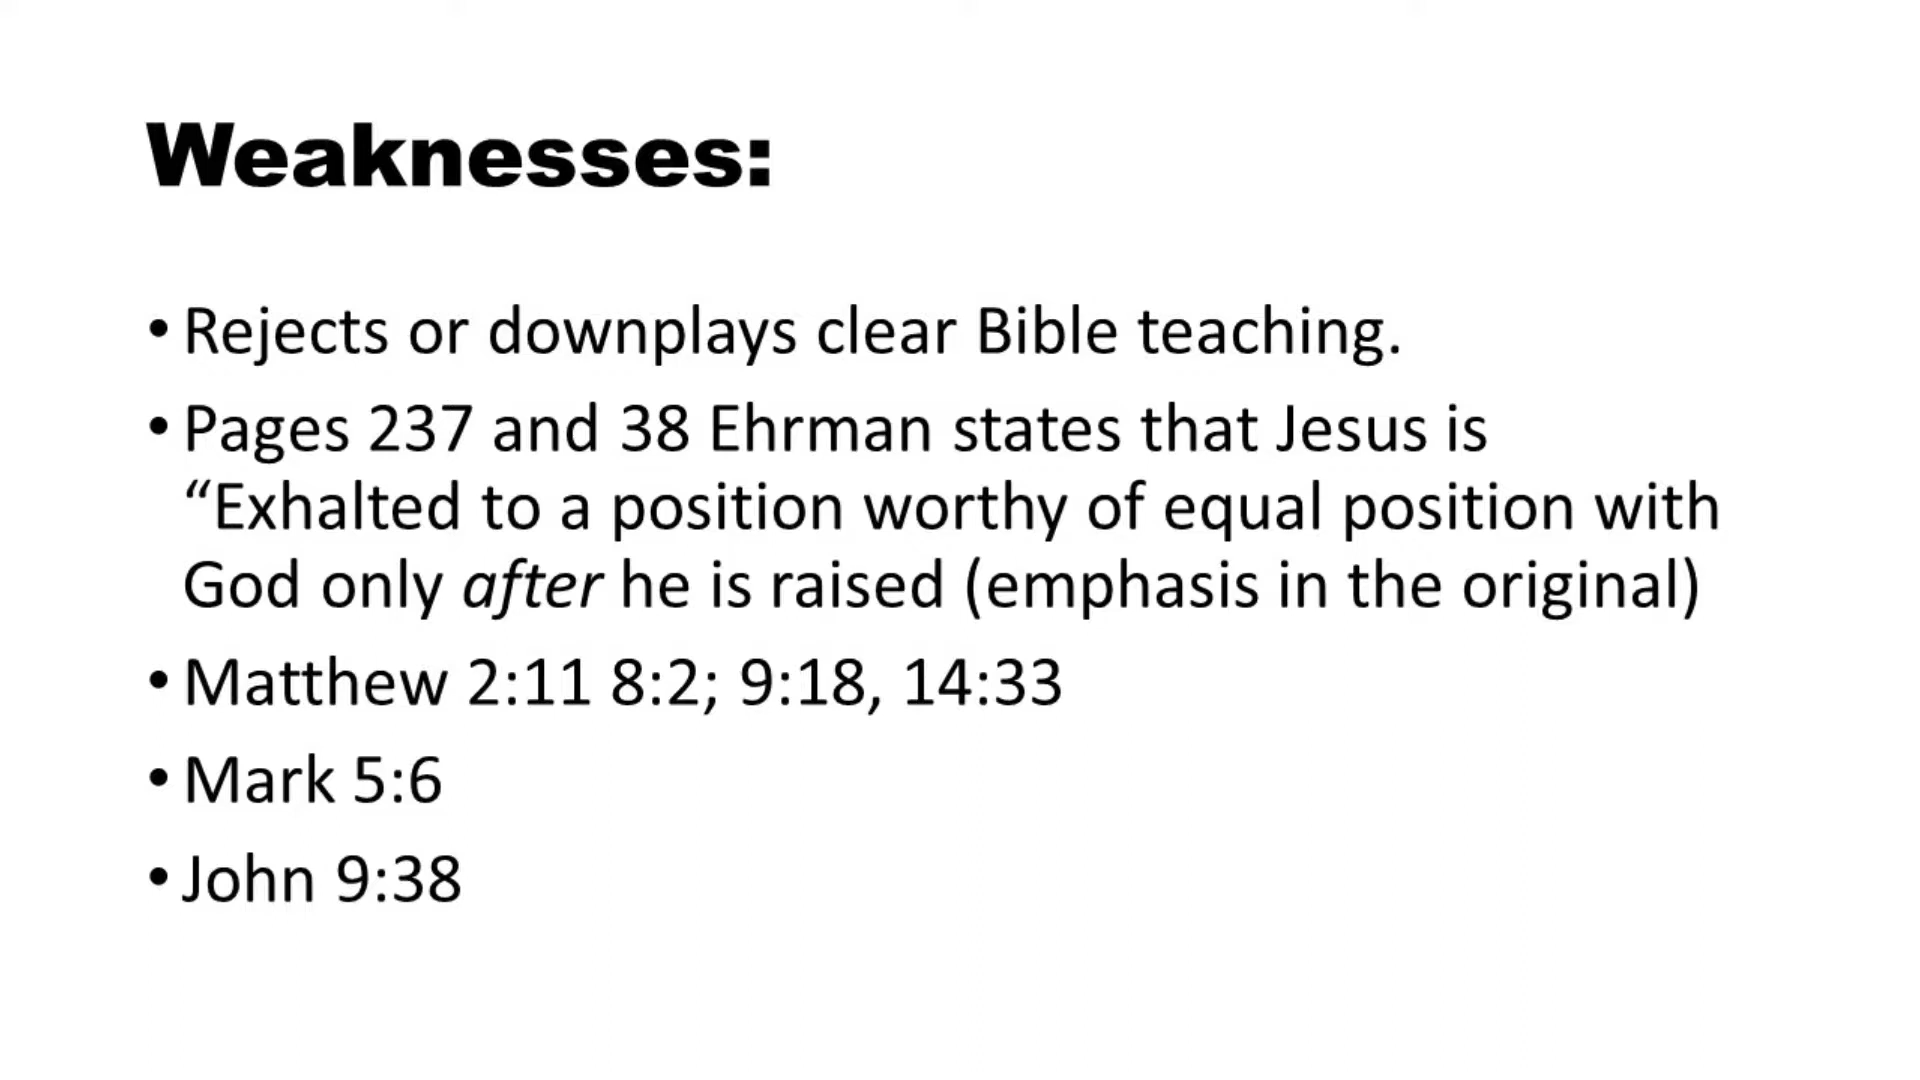 Weaknesses:
• Rejects or downplays clear Bible teaching.
• Pages 237 and 38 Ehrman states that Jesus is
“Exhalted to a position worthy of equal position with
God only after he is raised (emphasis in the original)
• Matthew 2:11 8:2; 9:18, 14:33
• Mark 5:6
• John 9:38